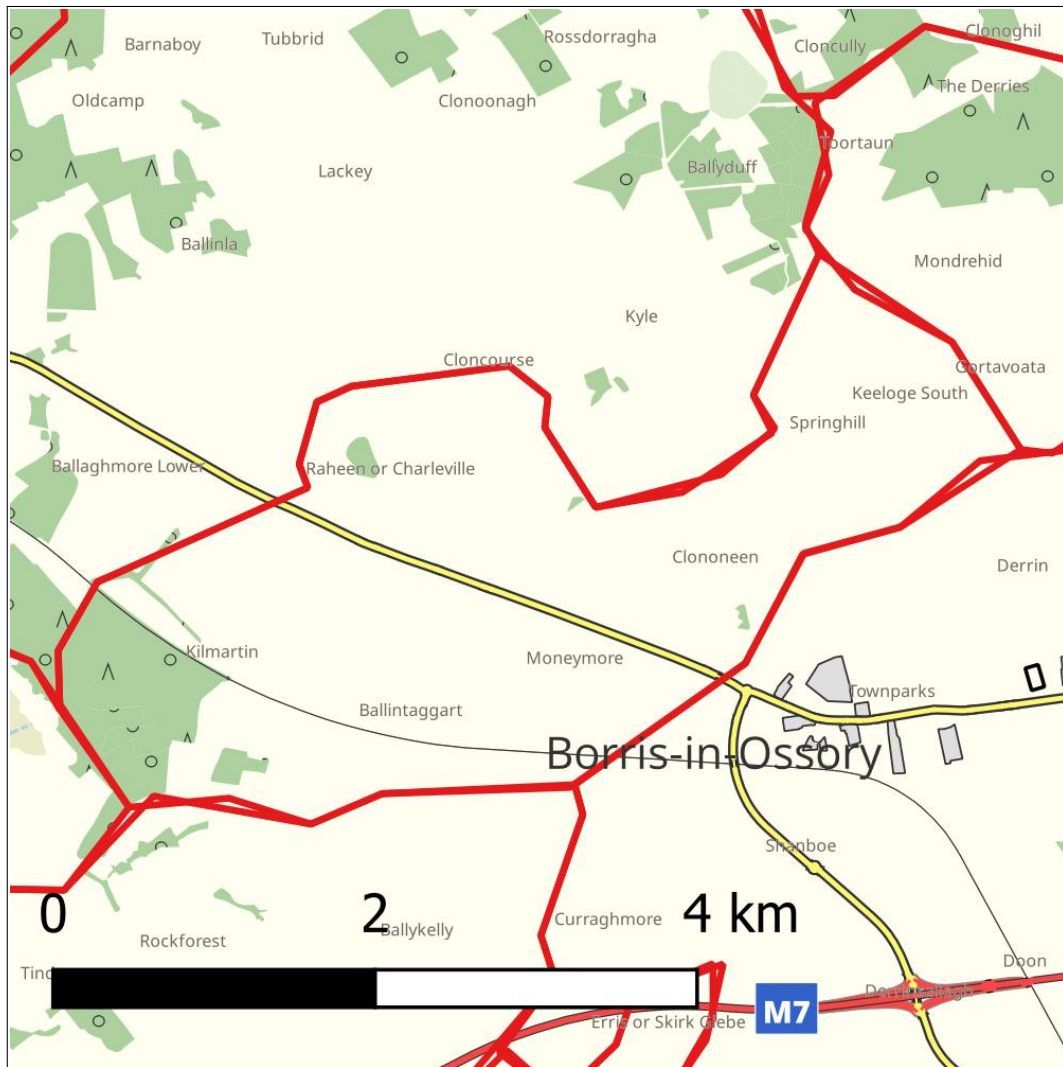 Barnaboy
Tubbrid
Rossdorragha
Cloncully
Clonoghil
Oldcamp
Clonoonagh
The Derries
Toortaun
Lackey
Ballyduff
Ballinla
Mondrehid
Kyle
Cloncourse
Gortavoata
Keeloge South
Springhill
Ballaghmore Lower
Raheen or Charleville
Clononeen
Derrin
Kilmartin
Moneymore
Townparks
Ballintaggart
Borris-in-Ossory
Shanboe
0 2 4 km
Curraghmore
Ballykelly
Rockforest
Doon
M7
Erris or Skirk Glebe